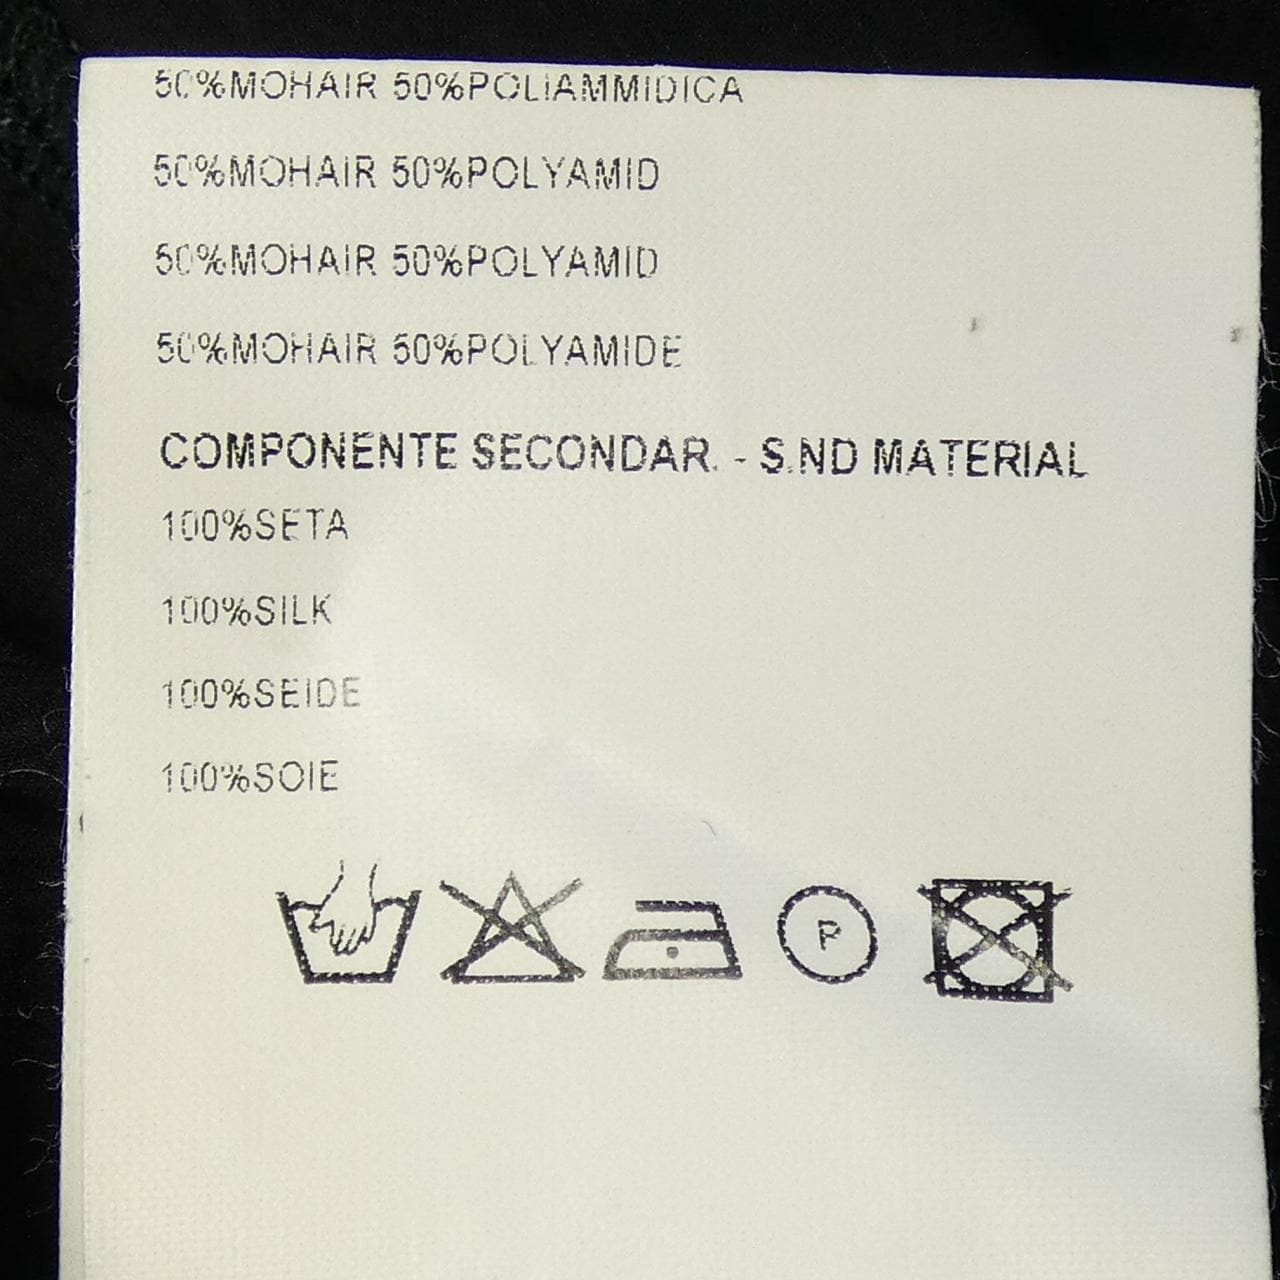 50%MOHAIR 50%POLIAMMIDICA
50%MOHAIR 50%POLYAMID
50%MOHAIR 50%POLYAMID
50%MOHAIR 50%POLYAMIDE
COMPONENTE SECONDAR. - S.ND MATERIAL
100%SETA
100%SILK
100%SEIDE
100%SOIE
P